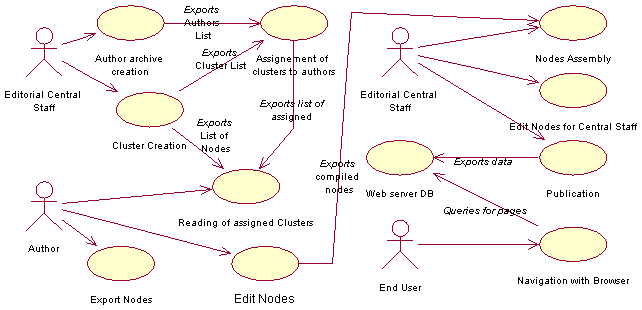 Exports
Authors
List
Author archive
creation
Editorial Central
Staff
Exports
Cluster List
Assignement of
clusters to authors
Cluster Creation
Exports
List of
Nodes
Exports list of
assigned
Reading of assigned Clusters
Author
Export Nodes
Edit Nodes
Exports
compiled
nodes
Editorial Central
Staff
Nodes Assembly
Edit Nodes for Central Staff
Web server DB
Exports data
Publication
Queries for pages
End User
Navigation with Browser